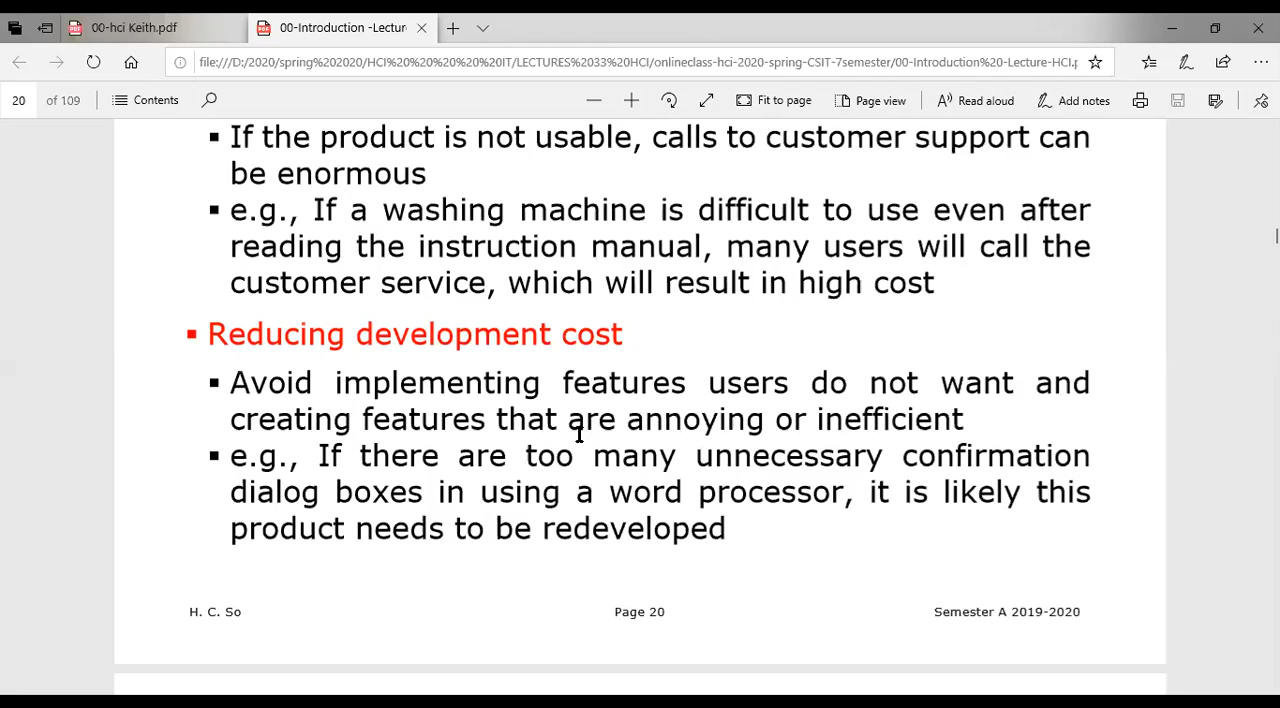 00-hci Keith.pdf
00-Introduction -Lectur
file:///D:/2020/spring%202020/HCI%20%20%20%20%20IT/LECTURES%2033%20HCI/onlineclass-hci-2020-spring-CSIT-7semester/00-Introduction%20-Lecture-HCI.p
20 of 109 Contents Fit to page Page view Read aloud Add notes
▪ If the product is not usable, calls to customer support can
be enormous
▪ e.g., If a washing machine is difficult to use even after
reading the instruction manual, many users will call the
customer service, which will result in high cost
▪ Reducing development cost
▪ Avoid implementing features users do not want and
creating features that are annoying or inefficient
▪ e.g., If there are too many unnecessary confirmation
dialog boxes in using a word processor, it is likely this
product needs to be redeveloped
H. C. So Page 20 Semester A 2019-2020